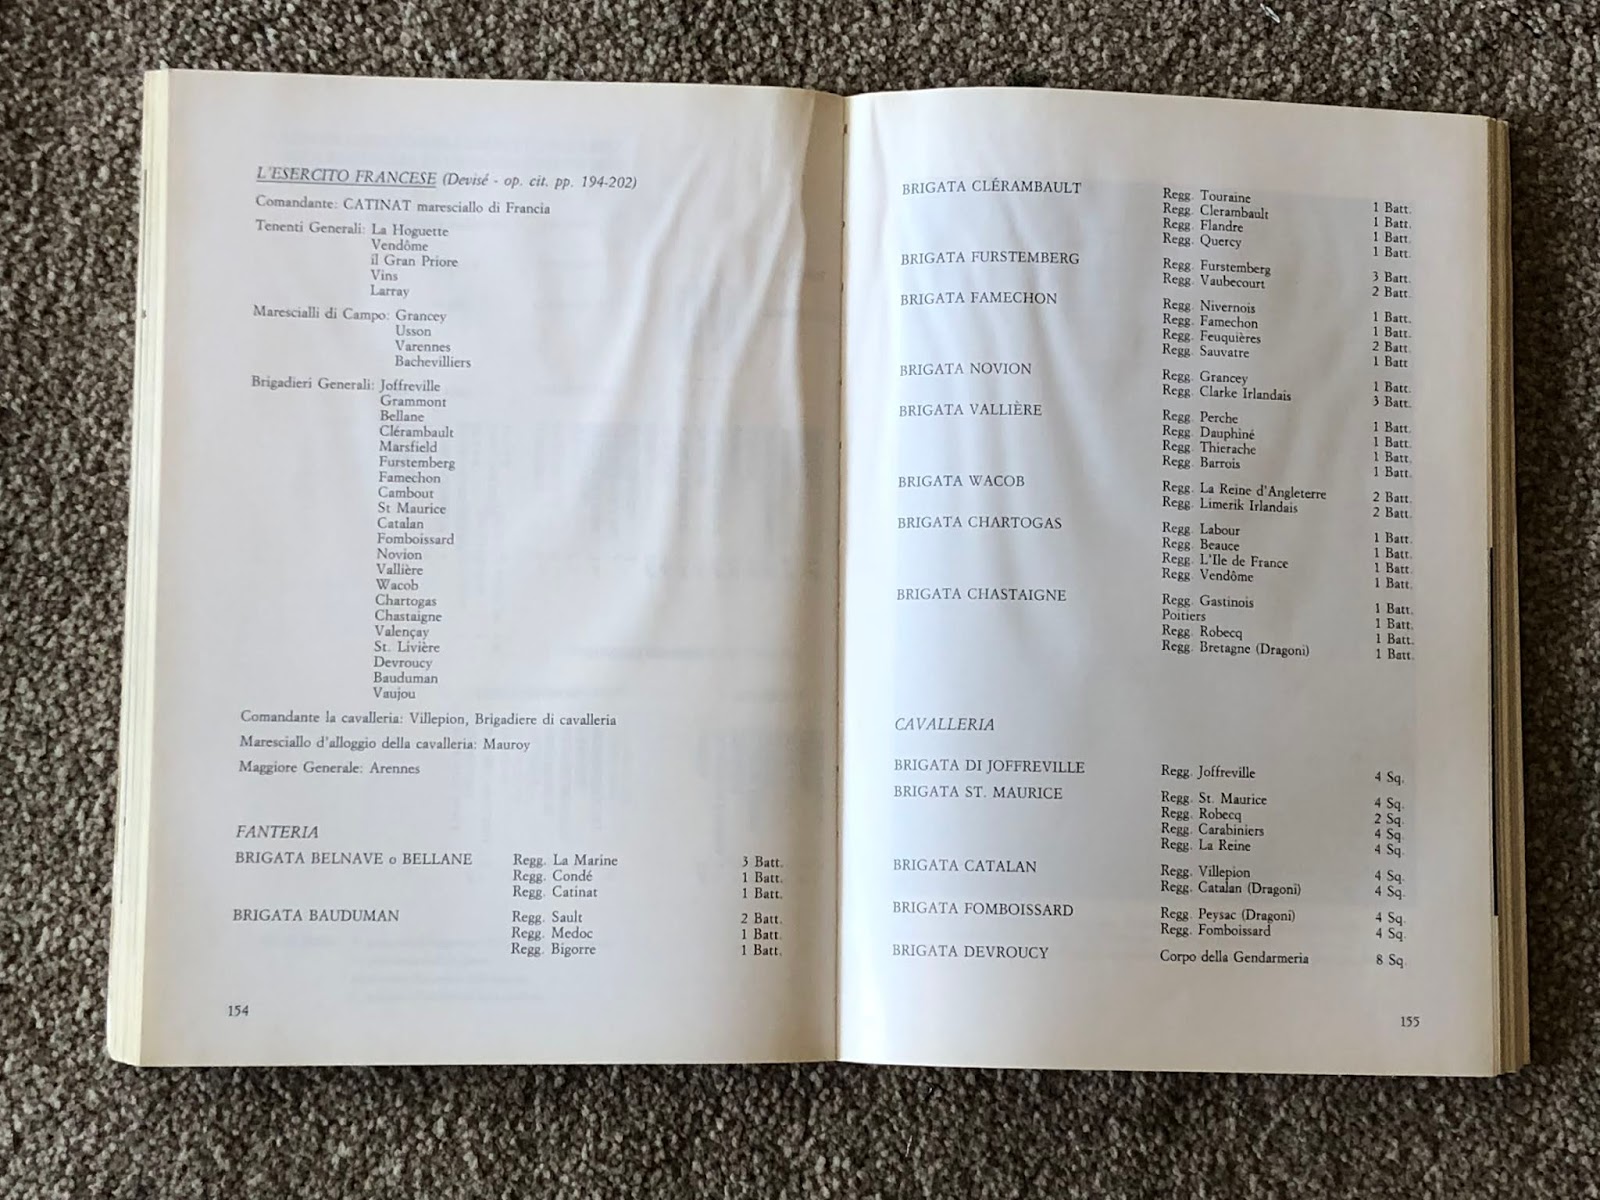 L'ESERCITO FRANCESE (Devisé - op. cit. pp. 194-202)
Comandante: CATINAT maresciallo di Francia
Tenenti Generali: La Hoguette
Vendôme
il Gran Priore
Vins
Larray
Marescialli di Campo: Grancey
Usson
Varennes
Bachevilliers
Brigadieri Generali: Joffreville
Grammont
Bellane
Clérambault
Marsfield
Furstemberg
Famechon
Cambout
St Maurice
Catalan
Fomboissard
Novion
Vallière
Wacob
Chartogas
Chastaigne
Valençay
St. Livière
Devroucy
Bauduman
Vaujou
Comandante la cavalleria: Villepion, Brigadiere di cavalleria
Maresciallo d'alloggio della cavalleria: Mauroy
Maggiore Generale: Arennes
FANTERIA
BRIGATA BELNAVE o BELLANE Regg. La Marine 3 Batt.
Regg. Condé 1 Batt.
Regg. Catinat 1 Batt.
BRIGATA BAUDUMAN Regg. Sault 2 Batt.
Regg. Medoc 1 Batt.
Regg. Bigorre 1 Batt.
154
BRIGATA CLÉRAMBAULT Regg. Touraine 1 Batt.
Regg. Clerambault 1 Batt.
Regg. Flandre 1 Batt.
Regg. Quercy 1 Batt.
BRIGATA FURSTEMBERG Regg. Furstemberg 3 Batt.
Regg. Vaubecourt 2 Batt.
BRIGATA FAMECHON Regg. Nivernois 1 Batt.
Regg. Famechon 1 Batt.
Regg. Feuquières 2 Batt.
Regg. Sauvatre 1 Batt
BRIGATA NOVION Regg. Grancey 1 Batt.
Regg. Clarke Irlandais 3 Batt.
BRIGATA VALLIÈRE Regg. Perche 1 Batt.
Regg. Dauphiné 1 Batt.
Regg. Thierache 1 Batt.
Regg. Barrois 1 Batt.
BRIGATA WACOB Regg. La Reine d'Angleterre 2 Batt.
Regg. Limerik Irlandais 2 Batt.
BRIGATA CHARTOGAS Regg. Labour 1 Batt.
Regg. Beauce 1 Batt.
Regg. L'Ile de France 1 Batt.
Regg. Vendôme 1 Batt.
BRIGATA CHASTAIGNE Regg. Gastinois 1 Batt.
Poitiers 1 Batt.
Regg. Robecq 1 Batt.
Regg. Bretagne (Dragoni) 1 Batt.
CAVALLERIA
BRIGATA DI JOFFREVILLE Regg. Joffreville 4 Sq.
BRIGATA ST. MAURICE Regg. St. Maurice 4 Sq.
Regg. Robecq 2 Sq.
Regg. Carabiniers 4 Sq.
Regg. La Reine 4 Sq.
BRIGATA CATALAN Regg. Villepion 4 Sq.
Regg. Catalan (Dragoni) 4 Sq.
BRIGATA FOMBOISSARD Regg. Peysac (Dragoni) 4 Sq.
Regg. Fomboissard 4 Sq.
BRIGATA DEVROUCY Corpo della Gendarmeria 8 Sq.
155